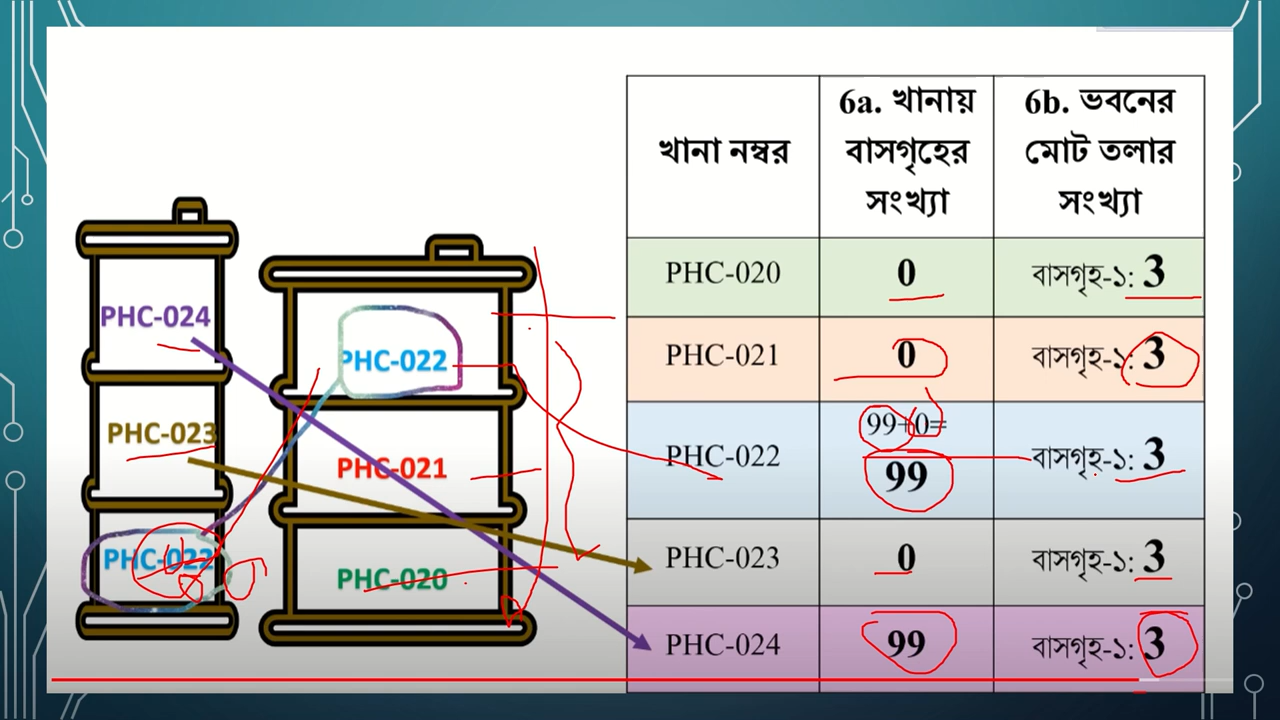 PHC-024
PHC-023
PHC-022
PHC-022
PHC-021
PHC-020
খানা নম্বর
6a. খানায়
বাসগৃহের
সংখ্যা
6b. ভবনের
মোট তলার
সংখ্যা
PHC-020 0 বাসগৃহ-১: 3
PHC-021 0 বাসগৃহ-১: 3
99+0=
PHC-022 99 বাসগৃহ-১: 3
PHC-023 0 বাসগৃহ-১: 3
PHC-024 99 বাসগৃহ-১: 3